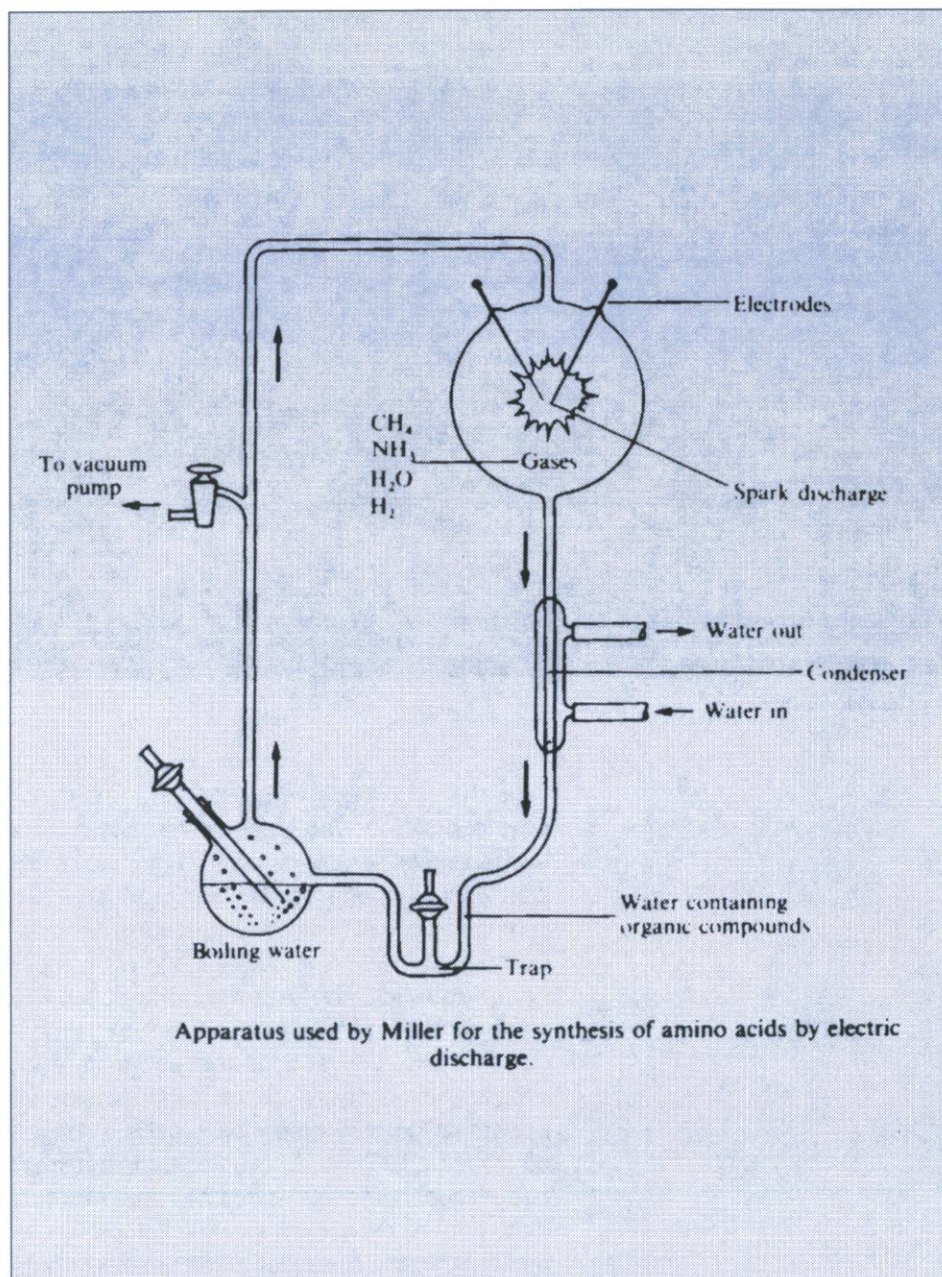 Electrodes
CH₄
NH₃
H₂O
H₂
Gases
To vacuum
pump
Spark discharge
Water out
Condenser
Water in
Water containing
organic compounds
Boiling water
Trap
Apparatus used by Miller for the synthesis of amino acids by electric
discharge.